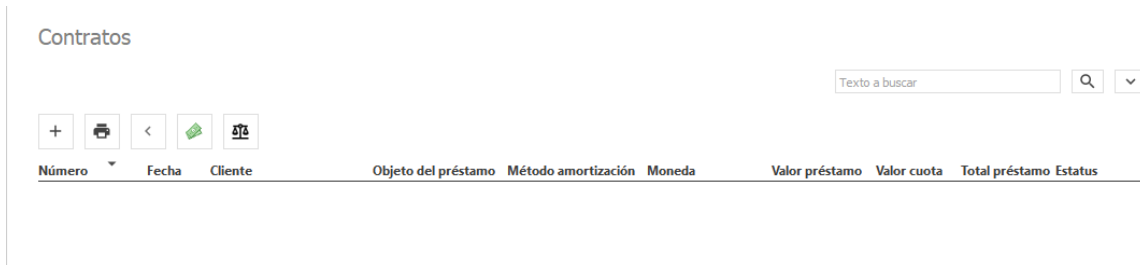 Contratos
Texto a buscar
Número Fecha Cliente Objeto del préstamo Método amortización Moneda Valor préstamo Valor cuota Total préstamo Estatus